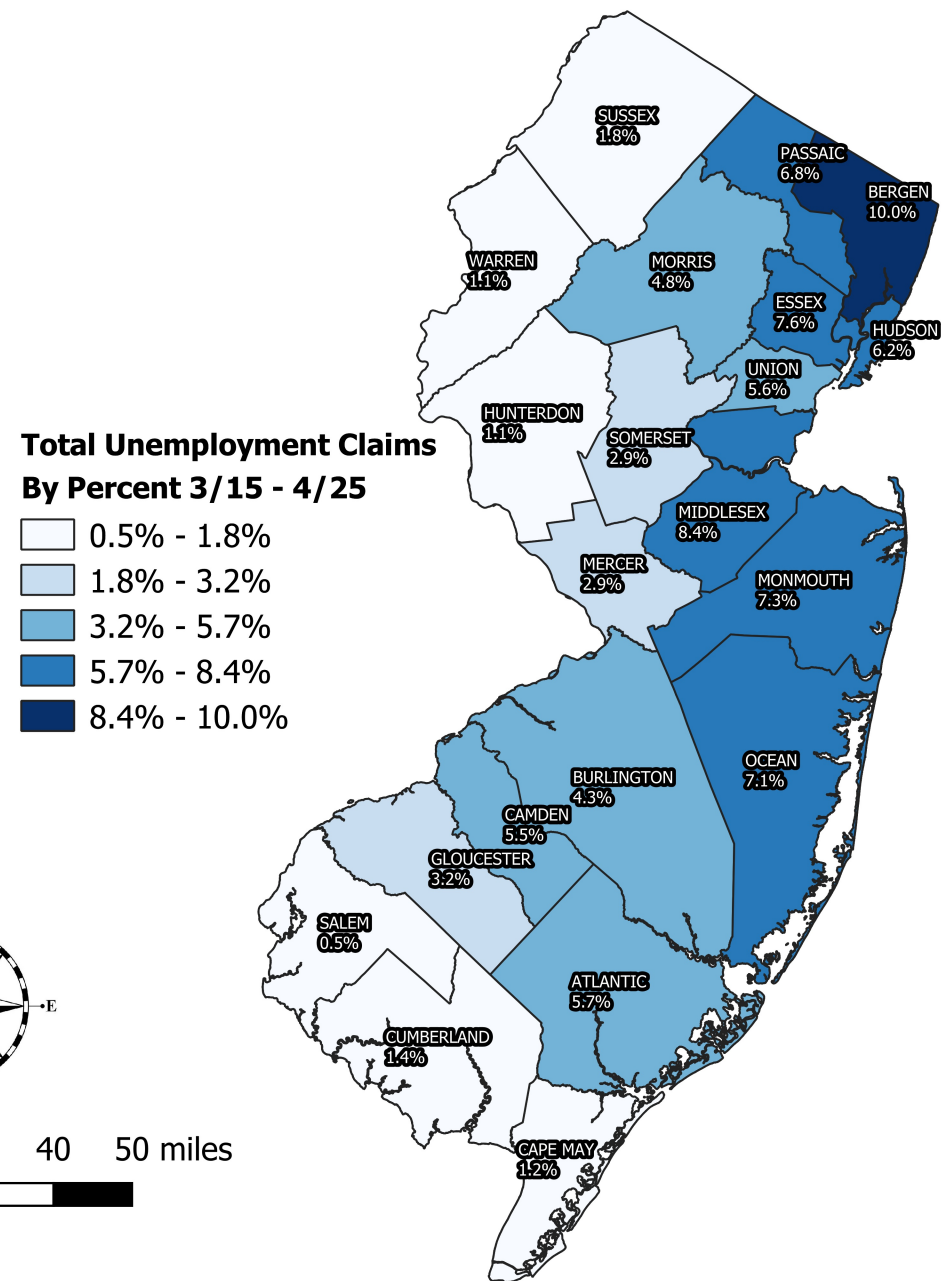 SUSSEX
1.8%
PASSAIC
6.8%
BERGEN
10.0%
WARREN
1.1%
MORRIS
4.8%
ESSEX
7.6%
HUDSON
6.2%
UNION
5.6%
HUNTERDON
1.1%
SOMERSET
2.9%
Total Unemployment Claims
By Percent 3/15 - 4/25
0.5% - 1.8%
1.8% - 3.2%
3.2% - 5.7%
5.7% - 8.4%
8.4% - 10.0%
MIDDLESEX
8.4%
MERCER
2.9%
MONMOUTH
7.3%
OCEAN
7.1%
BURLINGTON
4.3%
CAMDEN
5.5%
GLOUCESTER
3.2%
SALEM
0.5%
ATLANTIC
5.7%
E
CUMBERLAND
1.4%
CAPE MAY
1.2%
40 50 miles